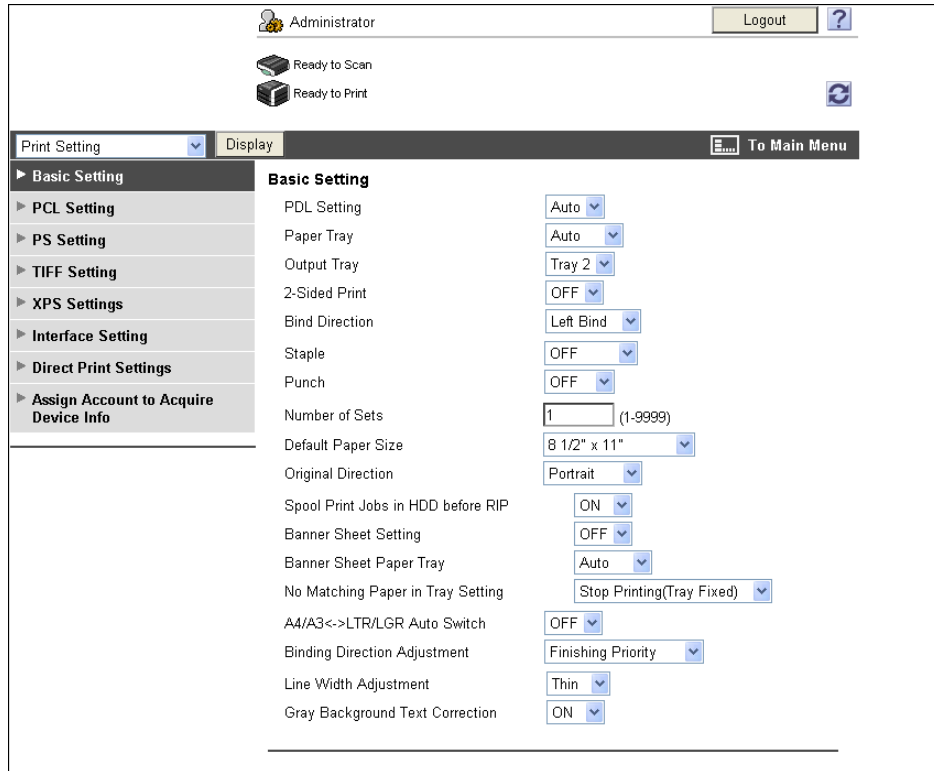 Administrator
Logout
?
Ready to Scan
Ready to Print
Print Setting
Display
To Main Menu
Basic Setting
PCL Setting
PS Setting
TIFF Setting
XPS Settings
Interface Setting
Direct Print Settings
Assign Account to Acquire
Device Info
Basic Setting
PDL Setting Auto
Paper Tray Auto
Output Tray Tray 2
2-Sided Print OFF
Bind Direction Left Bind
Staple OFF
Punch OFF
Number of Sets 1 (1-9999)
Default Paper Size 8 1/2" x 11"
Original Direction Portrait
Spool Print Jobs in HDD before RIP ON
Banner Sheet Setting OFF
Banner Sheet Paper Tray Auto
No Matching Paper in Tray Setting Stop Printing(Tray Fixed)
A4/A3<->LTR/LGR Auto Switch OFF
Binding Direction Adjustment Finishing Priority
Line Width Adjustment Thin
Gray Background Text Correction ON